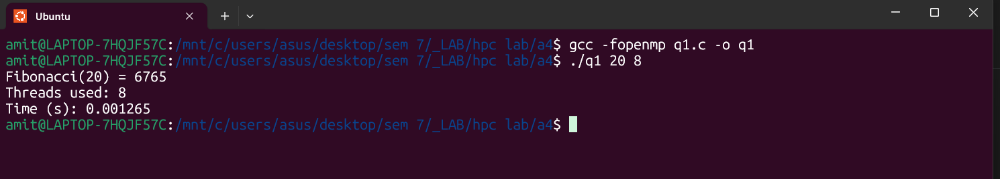 Ubuntu
amit@LAPTOP-7HQJF57C:/mnt/c/users/asus/desktop/sem 7/_LAB/hpc lab/a4$ gcc -fopenmp q1.c -o q1
amit@LAPTOP-7HQJF57C:/mnt/c/users/asus/desktop/sem 7/_LAB/hpc lab/a4$ ./q1 20 8
Fibonacci(20) = 6765
Threads used: 8
Time (s): 0.001265
amit@LAPTOP-7HQJF57C:/mnt/c/users/asus/desktop/sem 7/_LAB/hpc lab/a4$